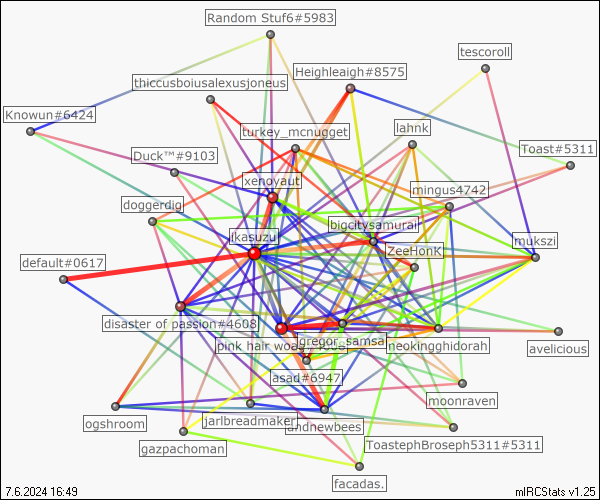 Random Stuf6#5983
tescoroll
Heighleaigh#8575
thiccusboiusalexusjoneus
Knowun#6424
turkey_mcnugget
lahnk
Duck™#9103
Toast#5311
xenoyaut
mingus4742
doggerdig
bigcitysamurai
ikasuzu
mukszi
ZeeHonK
default#0617
disaster of passion#4608
pink hair woa
gregor_samsa
neokingghidorah
avelicious
asad#6947
moonraven
ogshroom
jarlbreadmaker
andnewbees
ToastephBroseph5311#5311
gazpachoman
facadas.
7.6.2024 16:49
mIRCStats v1.25